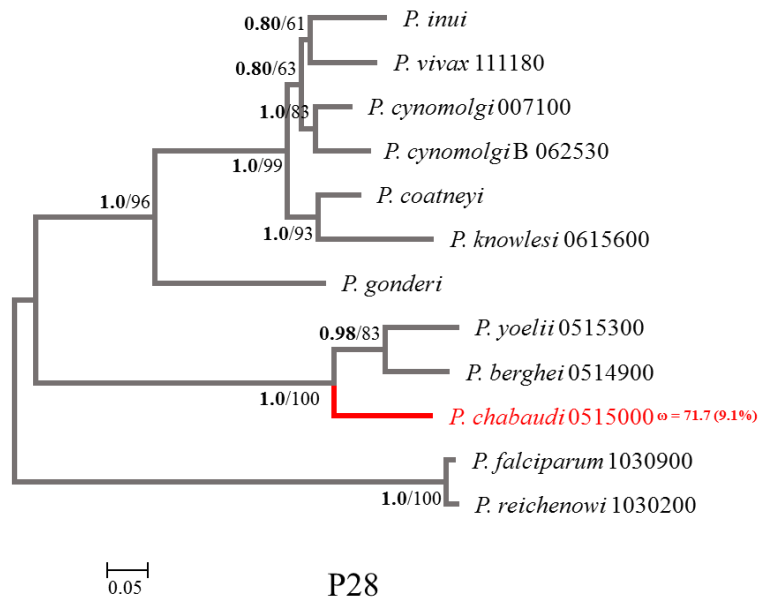 0.80/61
P. inui
0.80/63
P. vivax 111180
1.0/83
P. cynomolgi 007100
1.0/99
P. cynomolgi B 062530
P. coatneyi
1.0/96
1.0/93
P. knowlesi 0615600
P. gonderi
0.98/83
P. yoelii 0515300
P. berghei 0514900
1.0/100
P. chabaudi 0515000 ω = 71.7 (9.1%)
P. falciparum 1030900
1.0/100
P. reichenowi 1030200
0.05
P28